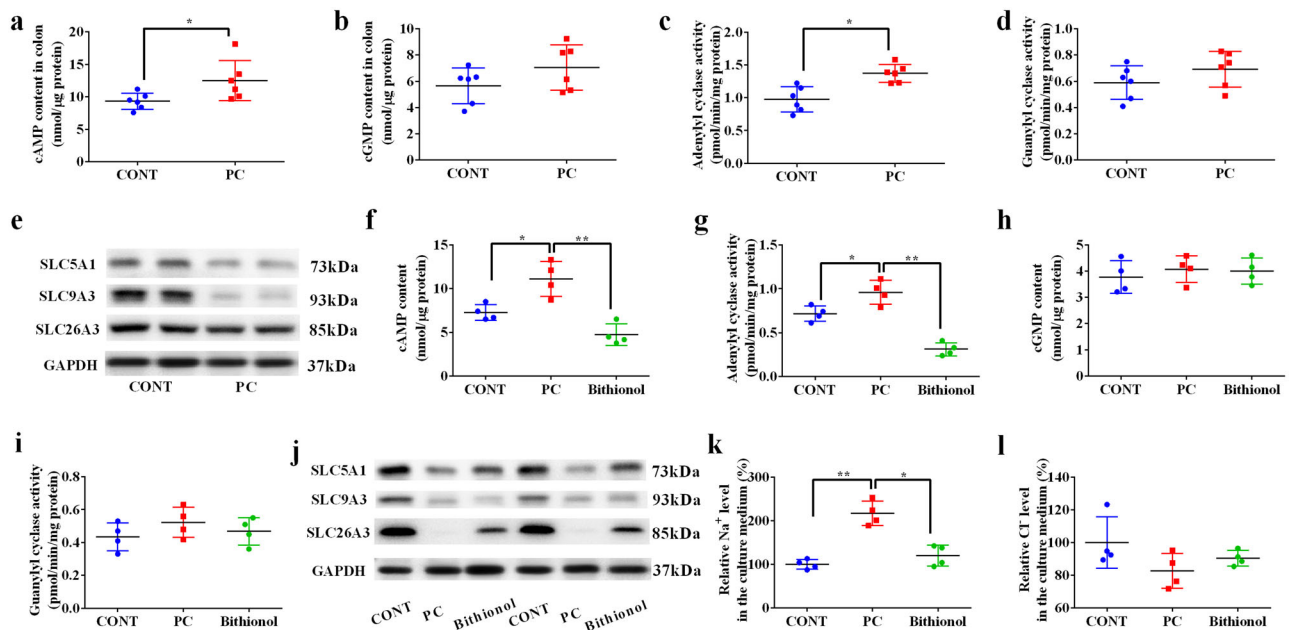 a
cAMP content in colon
(nmol/μg protein)
20
15
10
5
0
*
CONT
PC
b
cGMP content in colon
(nmol/μg protein)
10
8
6
4
2
0
CONT
PC
c
Adenylyl cyclase activity
(pmol/min/mg protein)
2.0
1.5
1.0
0.5
0.0
*
CONT
PC
d
Guanylyl cyclase activity
(pmol/min/mg protein)
1.0
0.8
0.6
0.4
0.2
0.0
CONT
PC
e
SLC5A1 73kDa
SLC9A3 93kDa
SLC26A3 85kDa
GAPDH 37kDa
CONT PC
f
cAMP content
(nmol/μg protein)
15
10
5
0
* **
CONT PC Bithionol
g
Adenylyl cyclase activity
(pmol/min/mg protein)
1.5
1.0
0.5
0.0
* **
CONT PC Bithionol
h
cGMP content
(nmol/μg protein)
5
4
3
2
1
0
CONT PC Bithionol
i
Guanylyl cyclase activity
(pmol/min/mg protein)
0.8
0.6
0.4
0.2
0.0
CONT PC Bithionol
j
SLC5A1 73kDa
SLC9A3 93kDa
SLC26A3 85kDa
GAPDH 37kDa
CONT PC Bithionol CONT PC Bithionol
k
Relative Na⁺ level
in the culture medium (%)
300
200
100
0
** *
CONT PC Bithionol
l
Relative Cl⁻ level
in the culture medium (%)
140
120
100
80
60
CONT PC Bithionol